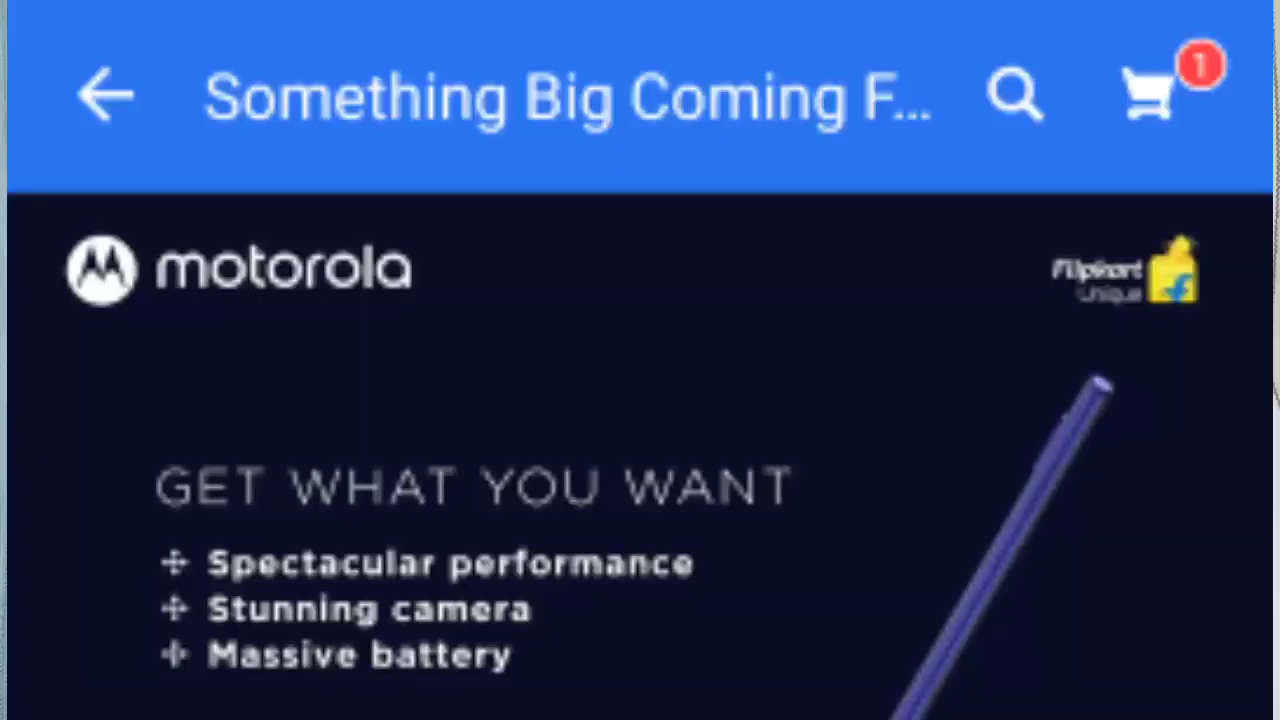 Something Big Coming F...
1
motorola
Flipkart
Unique
GET WHAT YOU WANT
Spectacular performance
Stunning camera
Massive battery